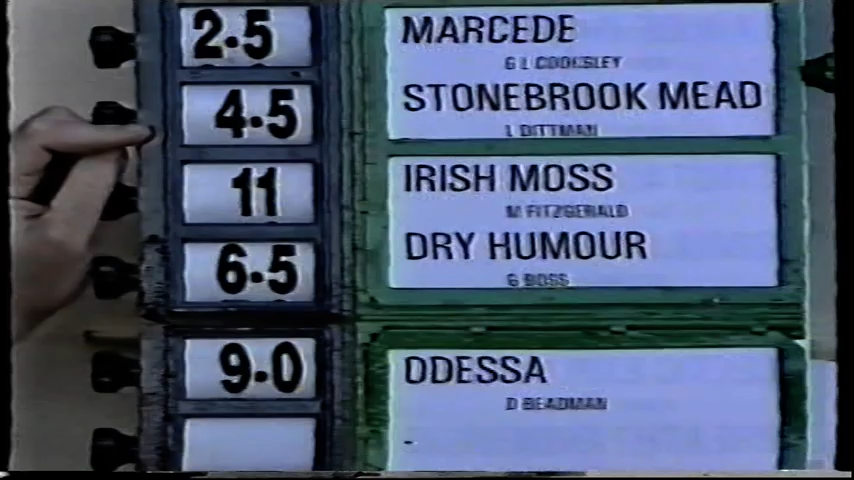 2.5 MARCEDE
G L COOKSLEY
4.5 STONEBROOK MEAD
L DITTMAN
11 IRISH MOSS
M FITZGERALD
6.5 DRY HUMOUR
G BOSS
9.0 ODESSA
D BEADMAN